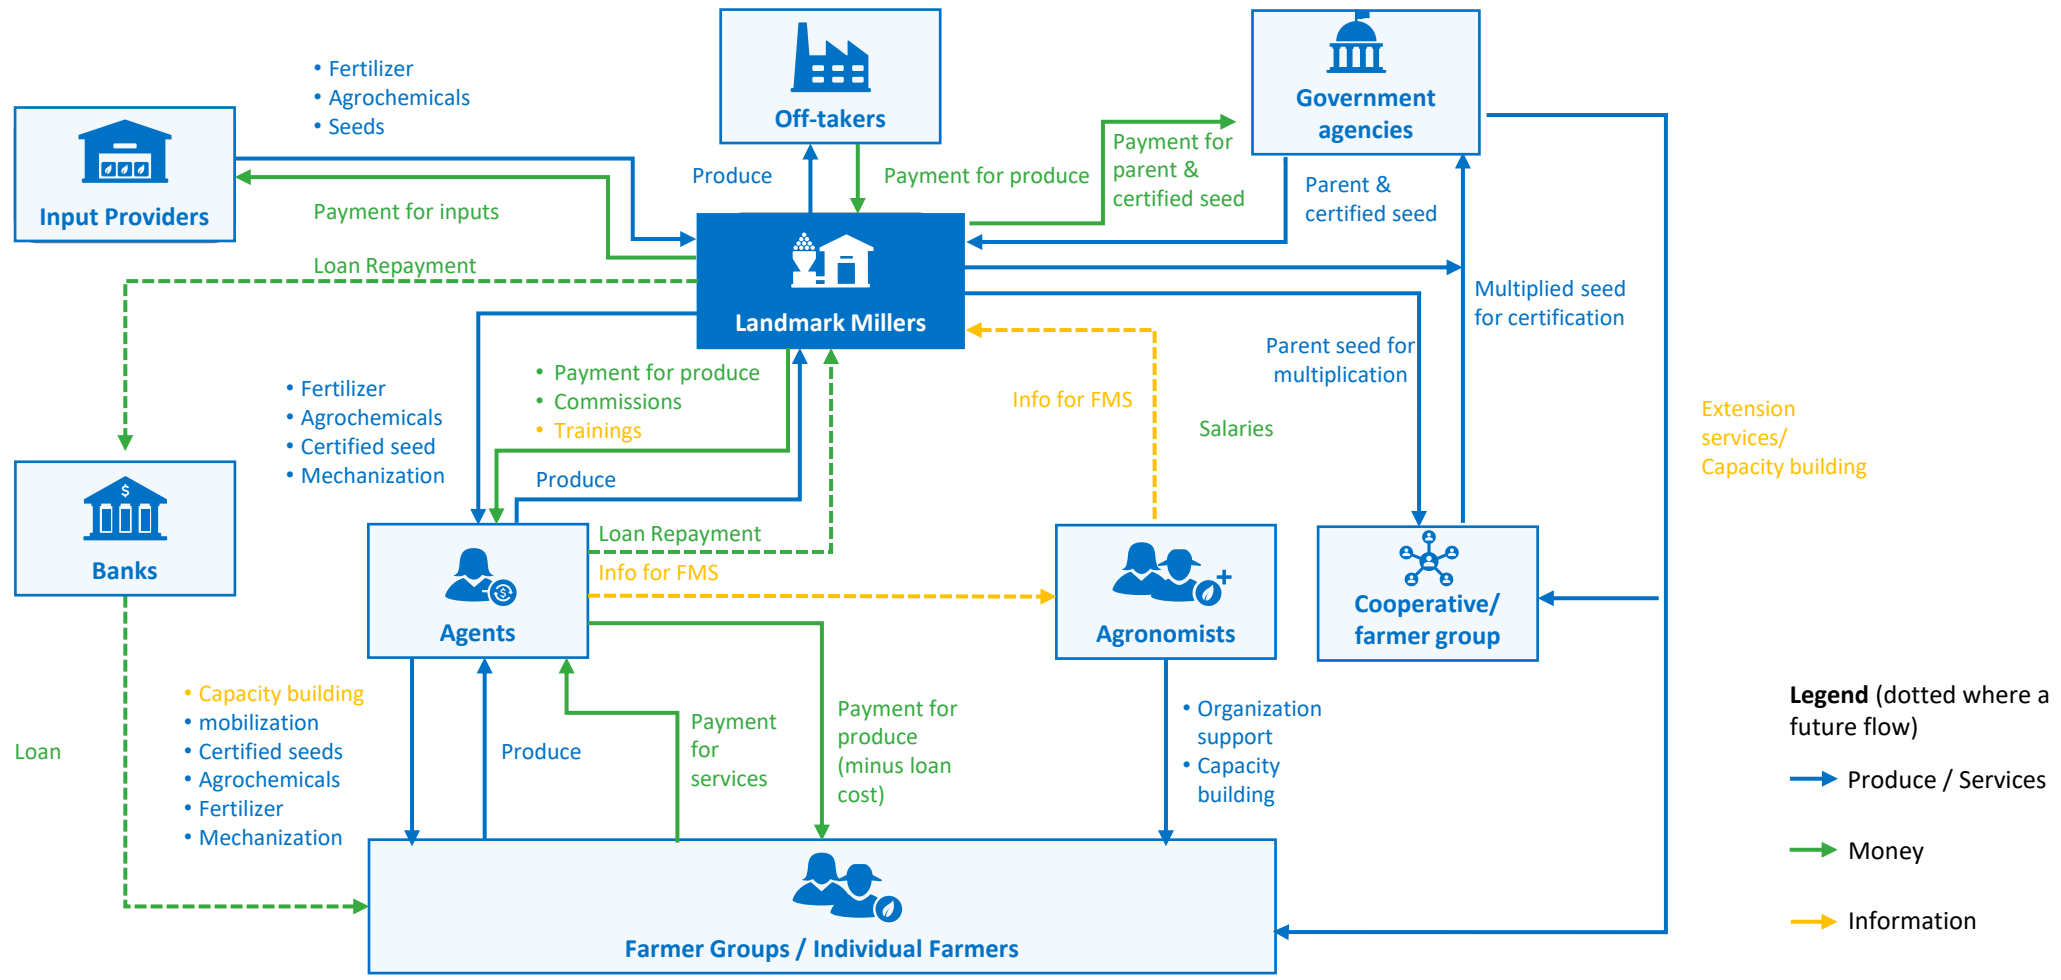 • Fertilizer
• Agrochemicals
• Seeds
Input Providers
Off-takers
Government
agencies
Produce
Payment for produce
Payment for
parent &
certified seed
Parent &
certified seed
Payment for inputs
Loan Repayment
Landmark Millers
Multiplied seed
for certification
Parent seed for
multiplication
• Fertilizer
• Agrochemicals
• Certified seed
• Mechanization
• Payment for produce
• Commissions
• Trainings
Produce
Info for FMS
Salaries
Extension
services/
Capacity building
$
Banks
Loan Repayment
Info for FMS
$
Agents
Agronomists
Cooperative/
farmer group
• Capacity building
• mobilization
• Certified seeds
• Agrochemicals
• Fertilizer
• Mechanization
Loan
Produce
Payment
for
services
Payment for
produce
(minus loan
cost)
• Organization
support
• Capacity
building
Farmer Groups / Individual Farmers
Legend (dotted where a
future flow)
Produce / Services
Money
Information